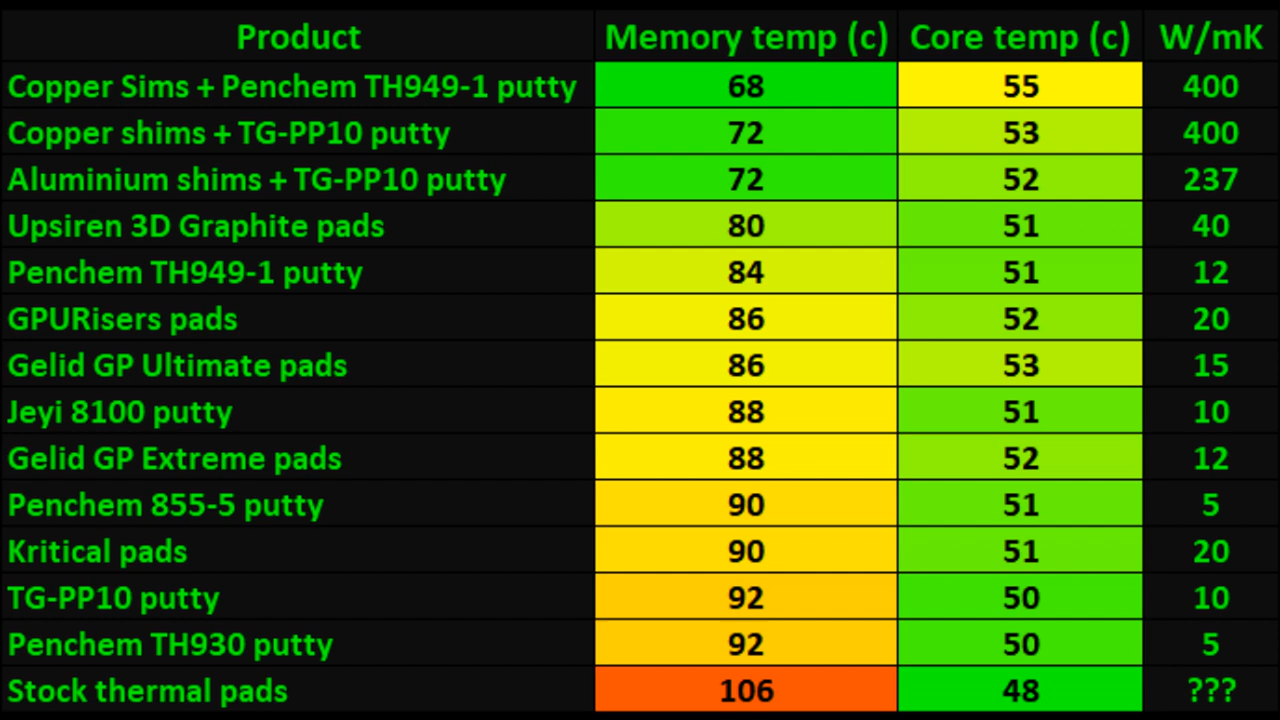 Product Memory temp (c) Core temp (c) W/mK
Copper Sims + Penchem TH949-1 putty 68 55 400
Copper shims + TG-PP10 putty 72 53 400
Aluminium shims + TG-PP10 putty 72 52 237
Upsiren 3D Graphite pads 80 51 40
Penchem TH949-1 putty 84 51 12
GPURisers pads 86 52 20
Gelid GP Ultimate pads 86 53 15
Jeyi 8100 putty 88 51 10
Gelid GP Extreme pads 88 52 12
Penchem 855-5 putty 90 51 5
Kritical pads 90 51 20
TG-PP10 putty 92 50 10
Penchem TH930 putty 92 50 5
Stock thermal pads 106 48 ???